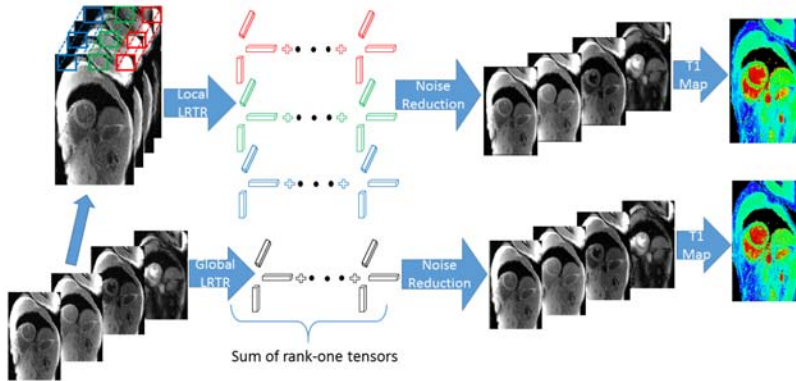 Local
LRTR
Noise
Reduction
T1
Map
Global
LRTR
Noise
Reduction
T1
Map
Sum of rank-one tensors